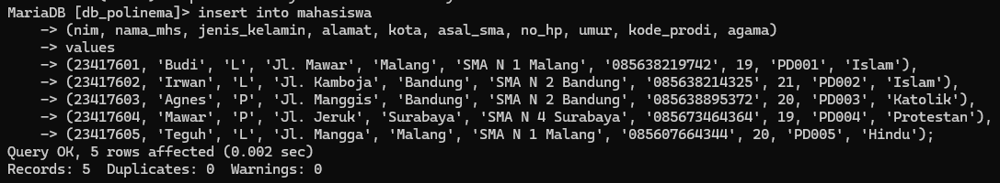 MariaDB [db_polinema]> insert into mahasiswa
    -> (nim, nama_mhs, jenis_kelamin, alamat, kota, asal_sma, no_hp, umur, kode_prodi, agama)
    -> values
    -> (23417601, 'Budi', 'L', 'Jl. Mawar', 'Malang', 'SMA N 1 Malang', '085638219742', 19, 'PD001', 'Islam'),
    -> (23417602, 'Irwan', 'L', 'Jl. Kamboja', 'Bandung', 'SMA N 2 Bandung', '085638214325', 21, 'PD002', 'Islam'),
    -> (23417603, 'Agnes', 'P', 'Jl. Manggis', 'Bandung', 'SMA N 2 Bandung', '085638895372', 20, 'PD003', 'Katolik'),
    -> (23417604, 'Mawar', 'P', 'Jl. Jeruk', 'Surabaya', 'SMA N 4 Surabaya', '085673464364', 19, 'PD004', 'Protestan'),
    -> (23417605, 'Teguh', 'L', 'Jl. Mangga', 'Malang', 'SMA N 1 Malang', '085607664344', 20, 'PD005', 'Hindu');
Query OK, 5 rows affected (0.002 sec)
Records: 5  Duplicates: 0  Warnings: 0